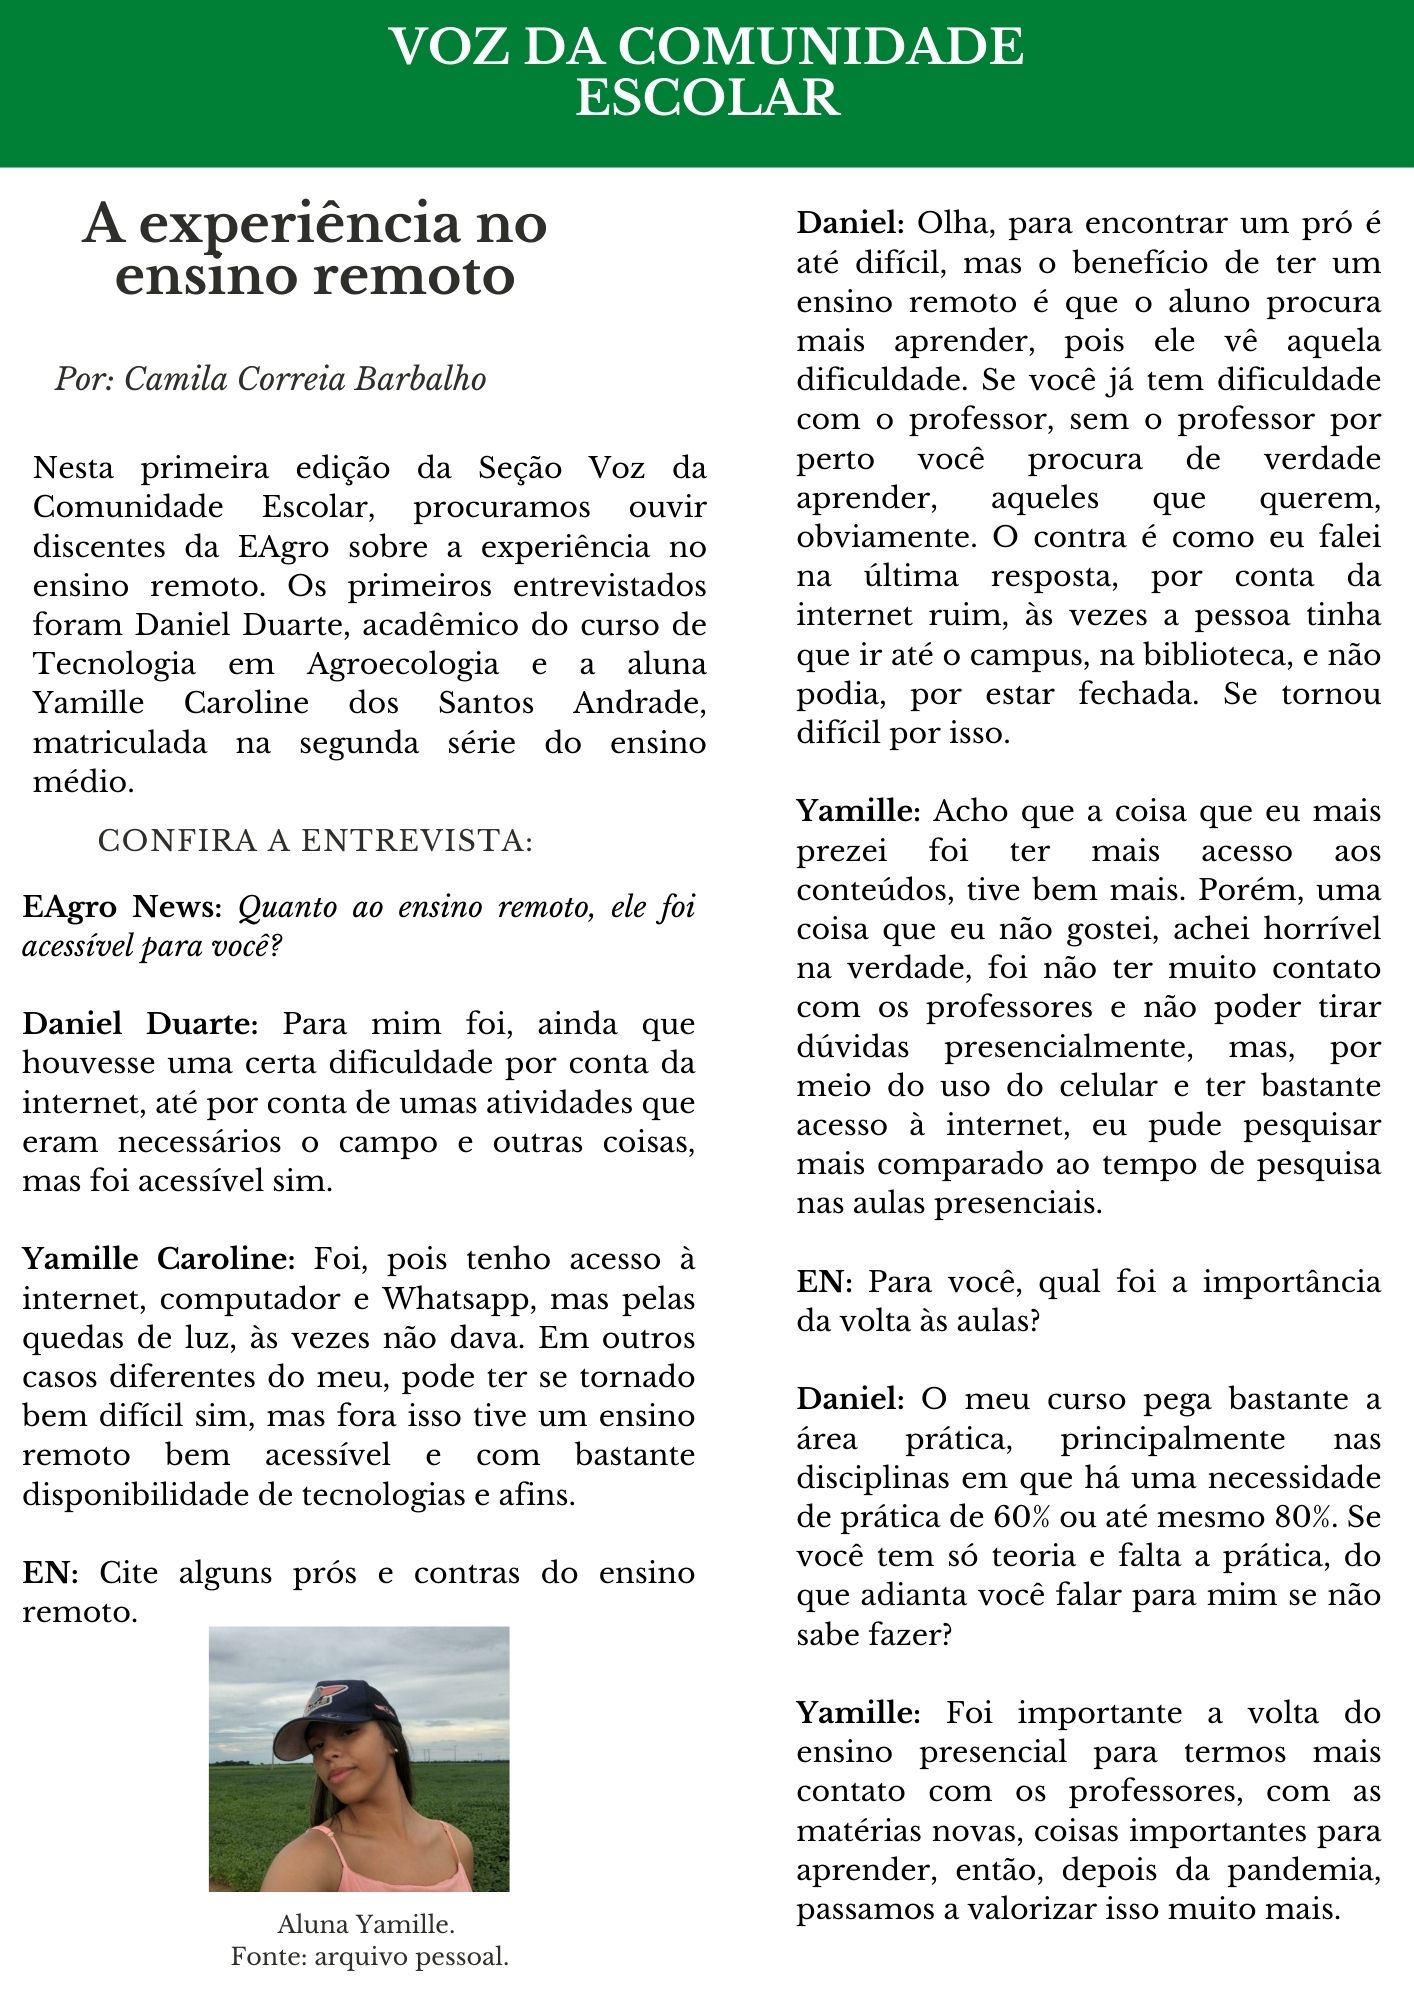 VOZ DA COMUNIDADE
ESCOLAR
A experiência no
ensino remoto
Por: Camila Correia Barbalho
Nesta primeira edição da Seção Voz da
Comunidade Escolar, procuramos ouvir
discentes da EAgro sobre a experiência no
ensino remoto. Os primeiros entrevistados
foram Daniel Duarte, acadêmico do curso de
Tecnologia em Agroecologia e a aluna
Yamille Caroline dos Santos Andrade,
matriculada na segunda série do ensino
médio.
CONFIRA A ENTREVISTA:
EAgro News: Quanto ao ensino remoto, ele foi
acessível para você?
Daniel Duarte: Para mim foi, ainda que
houvesse uma certa dificuldade por conta da
internet, até por conta de umas atividades que
eram necessários o campo e outras coisas,
mas foi acessível sim.
Yamille Caroline: Foi, pois tenho acesso à
internet, computador e Whatsapp, mas pelas
quedas de luz, às vezes não dava. Em outros
casos diferentes do meu, pode ter se tornado
bem difícil sim, mas fora isso tive um ensino
remoto bem acessível e com bastante
disponibilidade de tecnologias e afins.
EN: Cite alguns prós e contras do ensino
remoto.
Aluna Yamille.
Fonte: arquivo pessoal.
Daniel: Olha, para encontrar um pró é
até difícil, mas o benefício de ter um
ensino remoto é que o aluno procura
mais aprender, pois ele vê aquela
dificuldade. Se você já tem dificuldade
com o professor, sem o professor por
perto você procura de verdade
aprender, aqueles que querem,
obviamente. O contra é como eu falei
na última resposta, por conta da
internet ruim, às vezes a pessoa tinha
que ir até o campus, na biblioteca, e não
podia, por estar fechada. Se tornou
difícil por isso.
Yamille: Acho que a coisa que eu mais
prezei foi ter mais acesso aos
conteúdos, tive bem mais. Porém, uma
coisa que eu não gostei, achei horrível
na verdade, foi não ter muito contato
com os professores e não poder tirar
dúvidas presencialmente, mas, por
meio do uso do celular e ter bastante
acesso à internet, eu pude pesquisar
mais comparado ao tempo de pesquisa
nas aulas presenciais.
EN: Para você, qual foi a importância
da volta às aulas?
Daniel: O meu curso pega bastante a
área prática, principalmente nas
disciplinas em que há uma necessidade
de prática de 60% ou até mesmo 80%. Se
você tem só teoria e falta a prática, do
que adianta você falar para mim se não
sabe fazer?
Yamille: Foi importante a volta do
ensino presencial para termos mais
contato com os professores, com as
matérias novas, coisas importantes para
aprender, então, depois da pandemia,
passamos a valorizar isso muito mais.